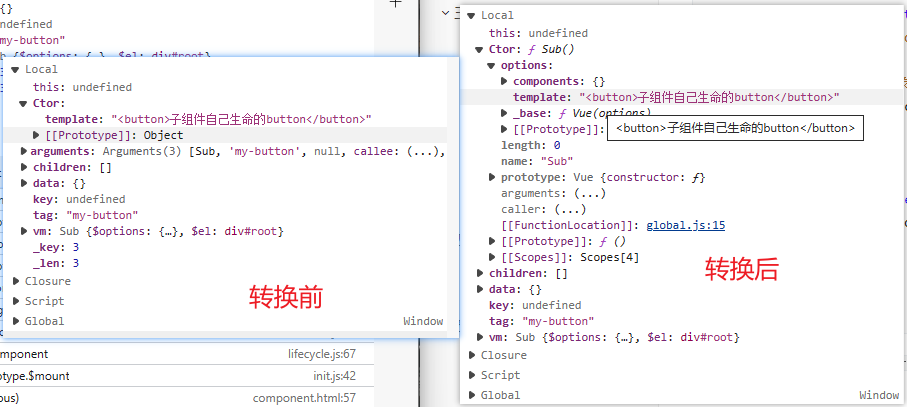 {}
undefined
my-button"
{$options: {…}, $el: div#root}
Local
this: undefined
Ctor:
template: "<button>子组件自己生命的button</button>"
[[Prototype]]: Object
arguments: Arguments(3) [Sub, 'my-button', null, callee: (...),
children: []
data: {}
key: undefined
tag: "my-button"
vm: Sub {$options: {…}, $el: div#root}
_key: 3
_len: 3
Closure
Script
Global
Window
转换前
omponent
lifecycle.js:67
otype.$mount
init.js:42
ous)
component.html:57
Local
this: undefined
Ctor: ƒ Sub()
options:
components: {}
template: "<button>子组件自己生命的button</button>"
_base: ƒ Vue(options)
[[Prototype]]:
<button>子组件自己生命的button</button>
length: 0
name: "Sub"
prototype: Vue {constructor: ƒ}
arguments: (...)
caller: (...)
[[FunctionLocation]]: global.js:15
[[Prototype]]: ƒ ()
[[Scopes]]: Scopes[4]
children: []
data: {}
key: undefined
tag: "my-button"
vm: Sub {$options: {…}, $el: div#root}
Closure
Script
Global
Window
转换后